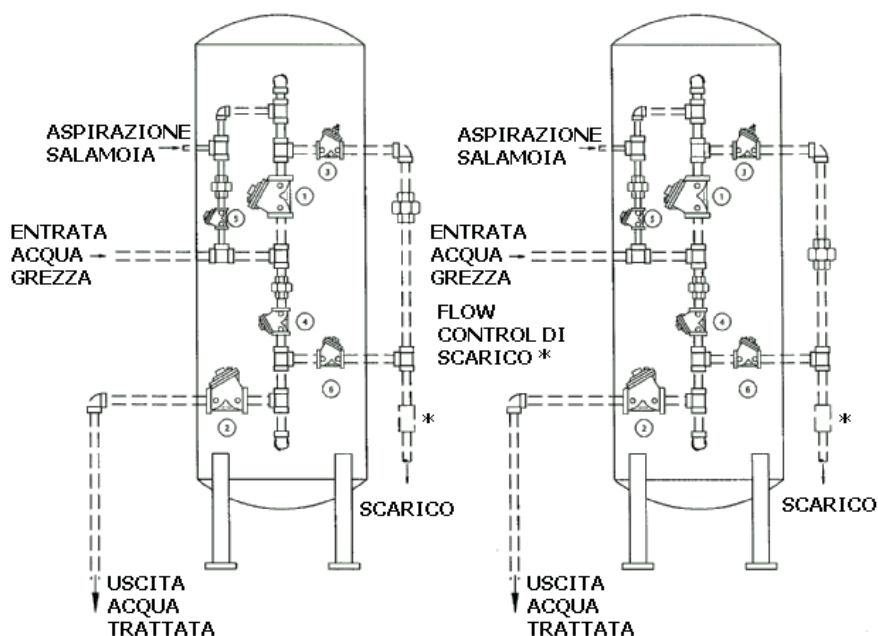 ASPIRAZIONE
SALAMOIA
3
1
5
ENTRATA
ACQUA
GREZZA
4
6
2
*
SCARICO
USCITA
ACQUA
TRATTATA
FLOW
CONTROL DI
SCARICO *
ASPIRAZIONE
SALAMOIA
3
1
5
ENTRATA
ACQUA
GREZZA
4
6
2
*
SCARICO
USCITA
ACQUA
TRATTATA